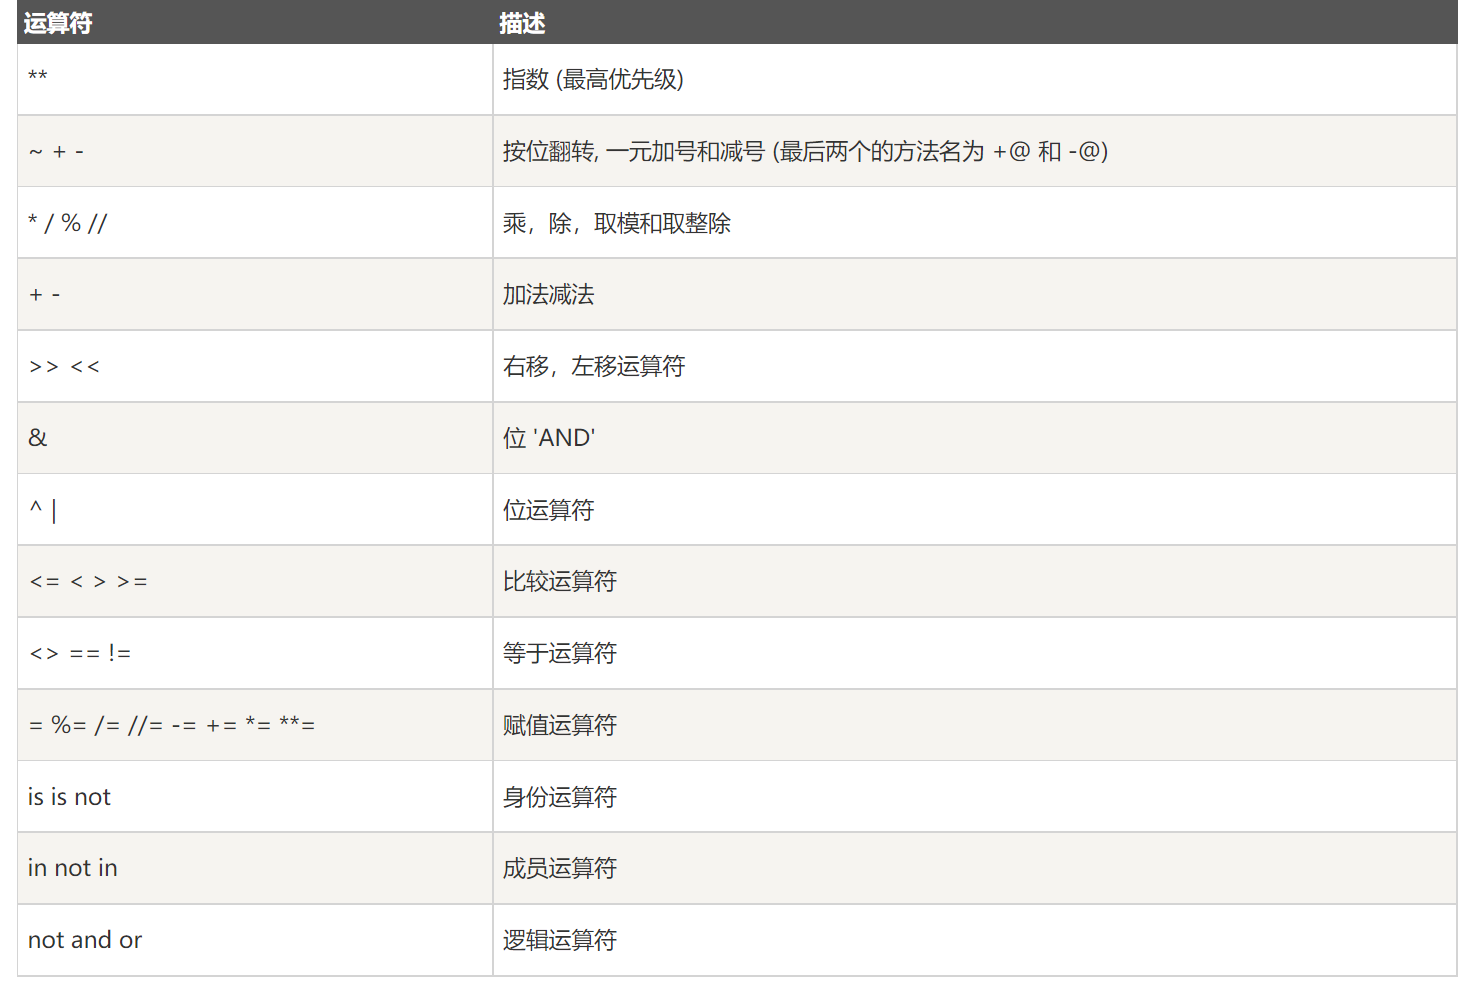 运算符 描述
** 指数 (最高优先级)
~ + - 按位翻转, 一元加号和减号 (最后两个的方法名为 +@ 和 -@)
* / % // 乘，除，取模和取整除
+ - 加法减法
>> << 右移，左移运算符
& 位 'AND'
^ | 位运算符
<= < > >= 比较运算符
<> == != 等于运算符
= %= /= //= -= += *= **= 赋值运算符
is is not 身份运算符
in not in 成员运算符
not and or 逻辑运算符